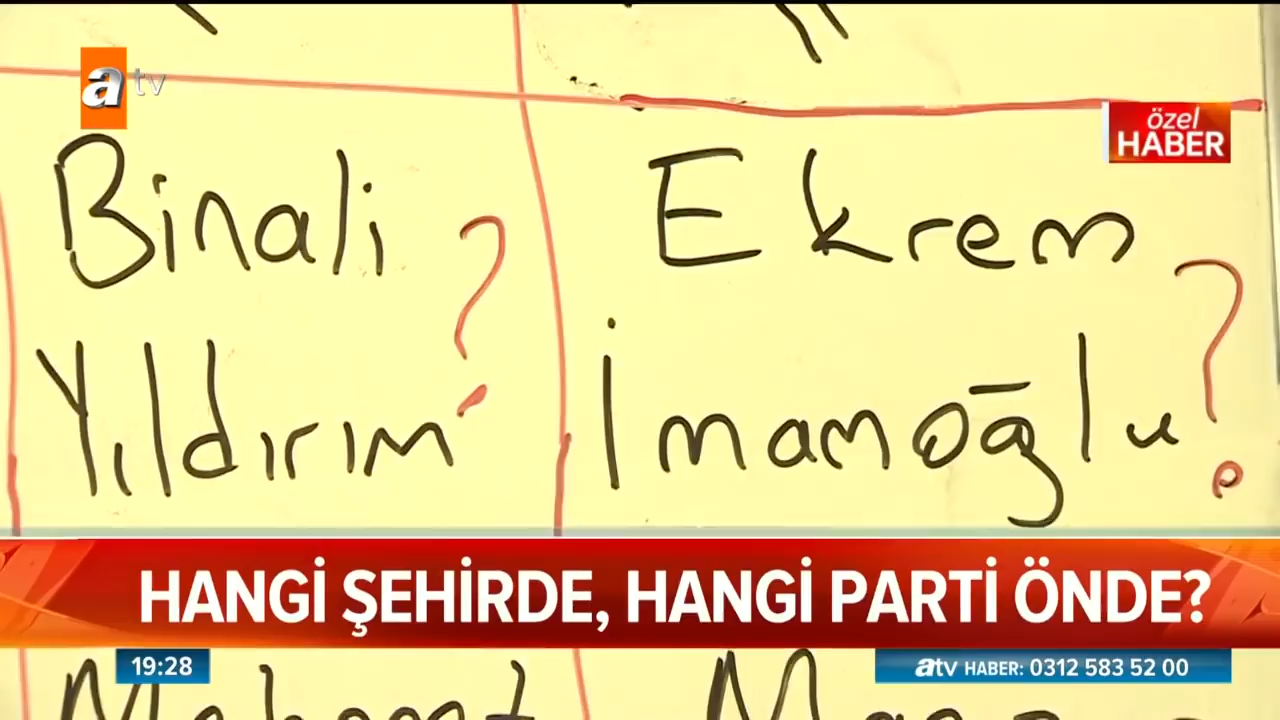 atv
özel
HABER
Binali ? Ekrem
Yıldırım İmamoğlu ?
HANGİ ŞEHİRDE, HANGİ PARTİ ÖNDE?
19:28
atv HABER: 0312 583 52 00